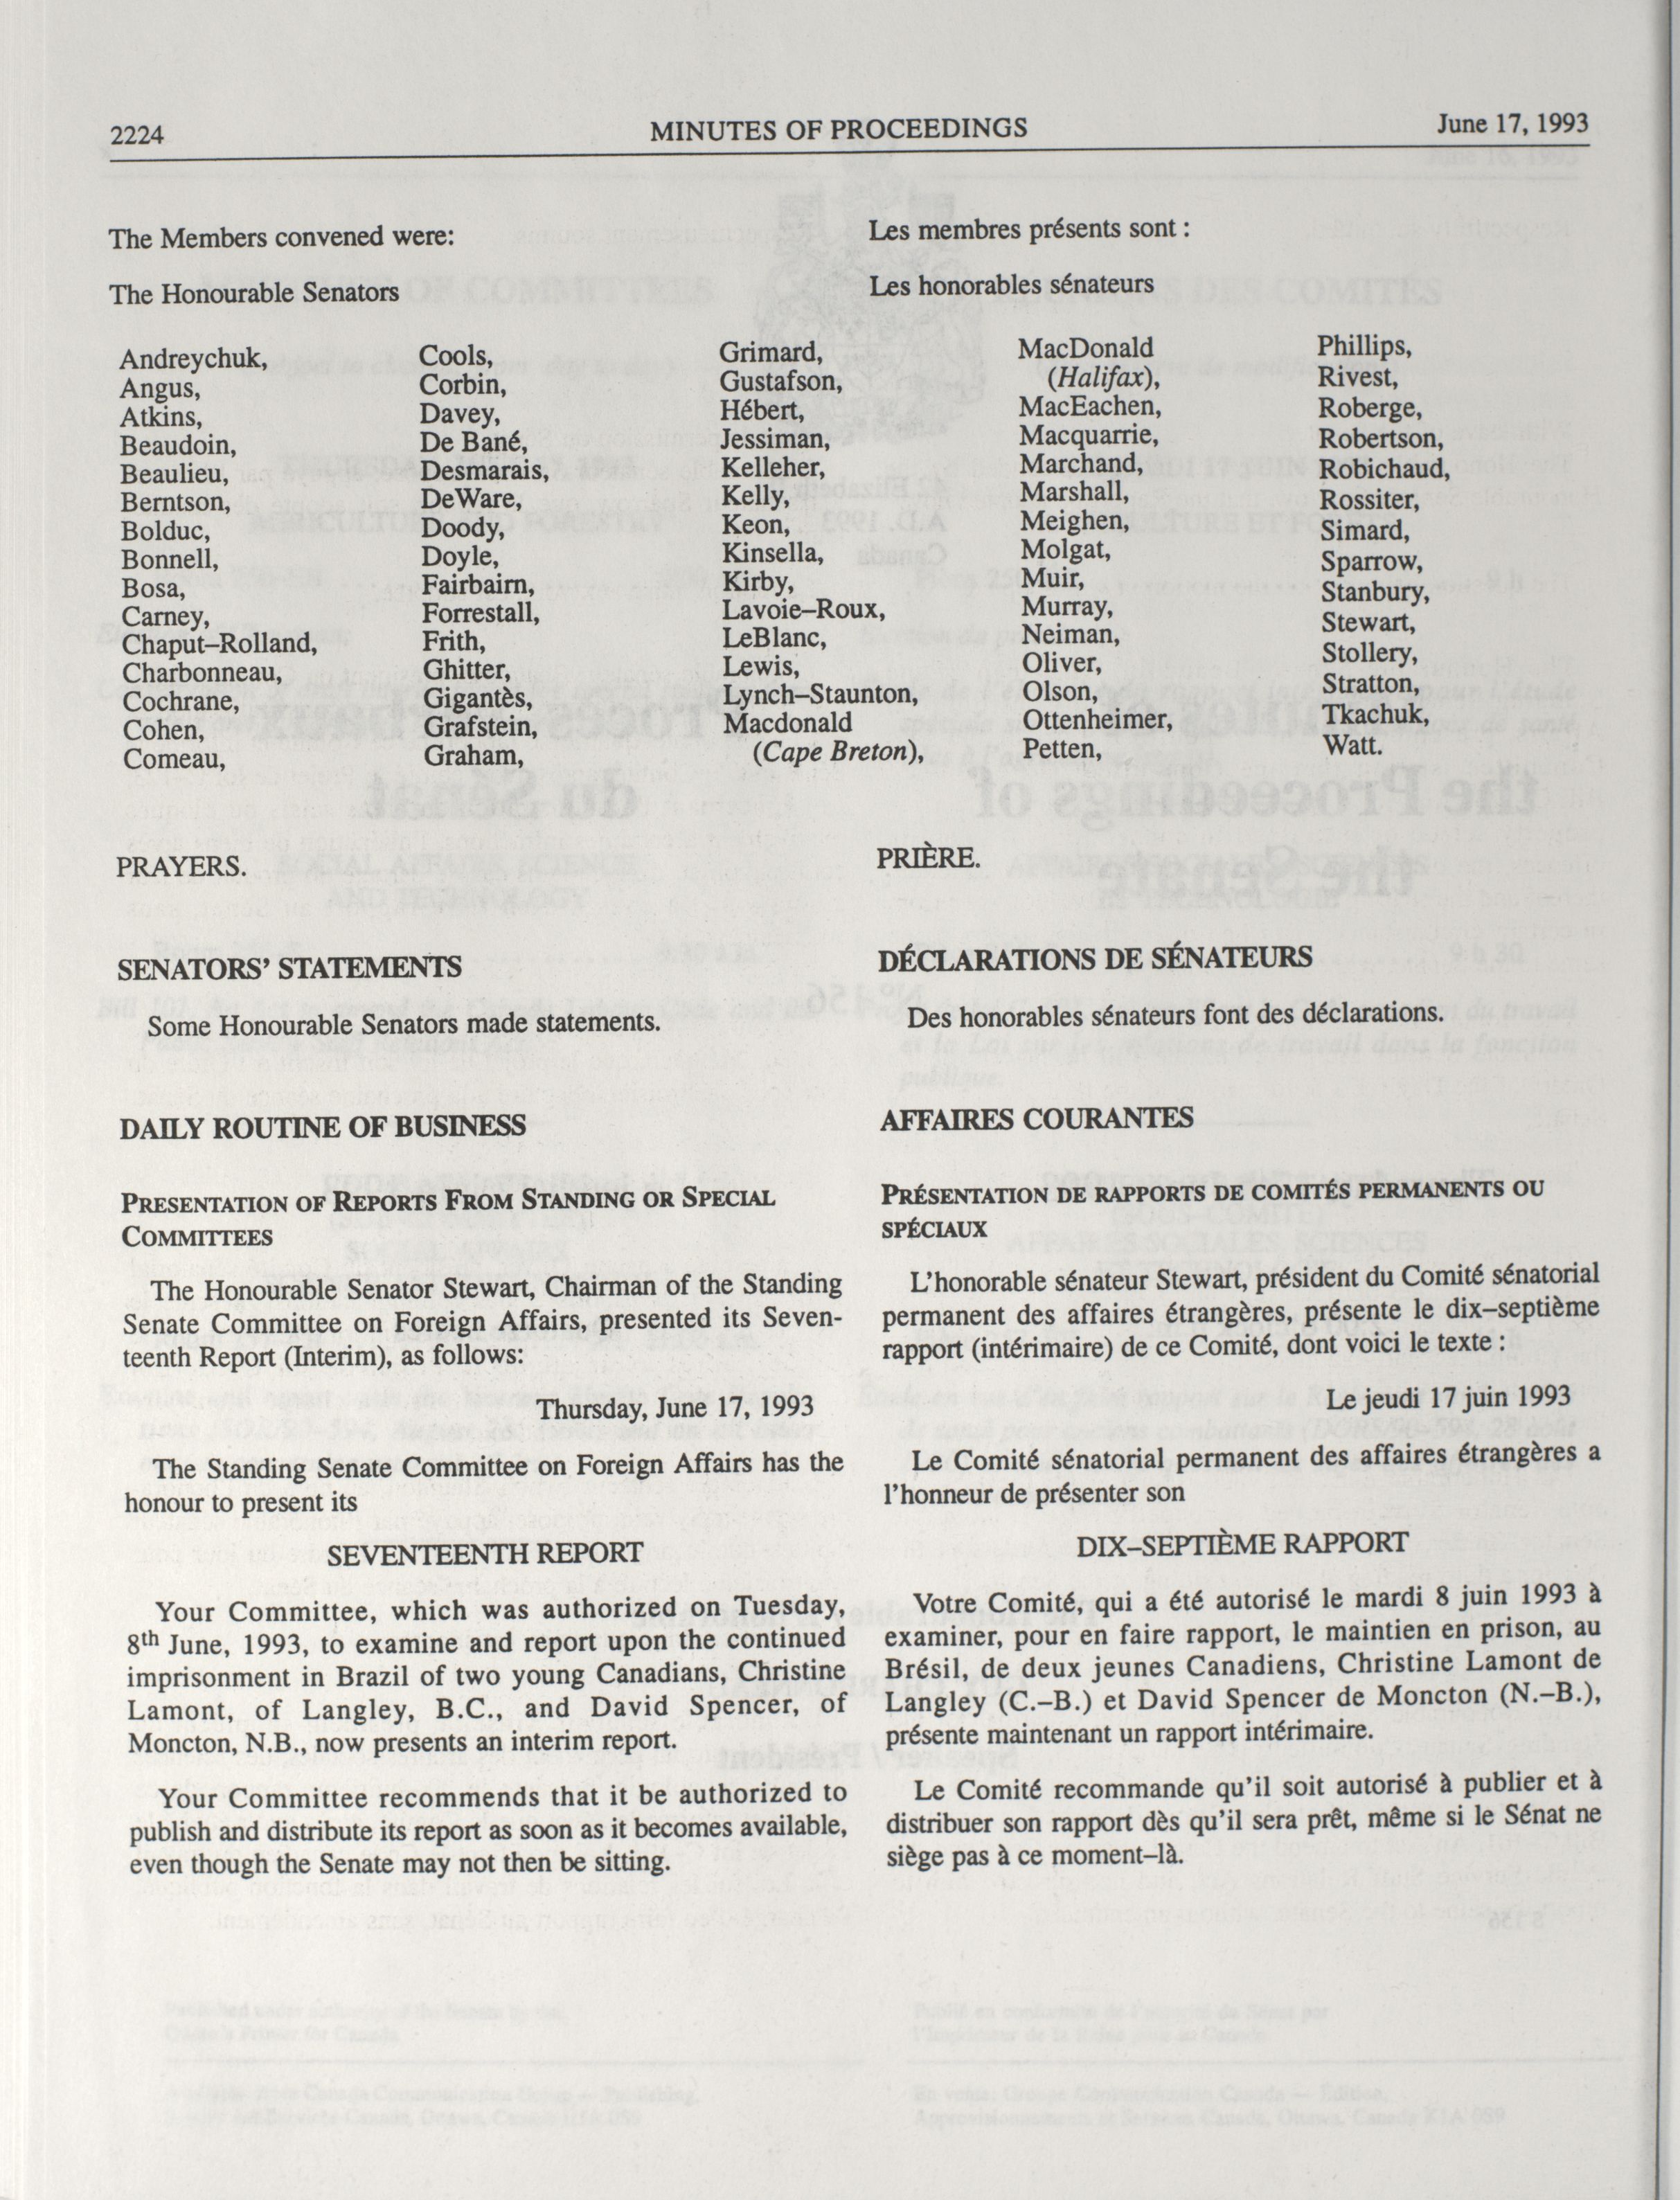 2224
MINUTES OF PROCEEDINGS
June 17, 1993
The Members convened were:
The Honourable Senators
Les membres présents sont :
Les honorables sénateurs
Andreychuk,
Angus,
Atkins,
Beaudoin,
Beaulieu,
Berntson,
Bolduc,
Bonnell,
Bosa,
Carney,
Chaput–Rolland,
Charbonneau,
Cochrane,
Cohen,
Comeau,
Cools,
Corbin,
Davey,
De Bané,
Desmarais,
DeWare,
Doody,
Doyle,
Fairbairn,
Forrestall,
Frith,
Ghitter,
Gigantès,
Grafstein,
Graham,
Grimard,
Gustafson,
Hébert,
Jessiman,
Kelleher,
Kelly,
Keon,
Kinsella,
Kirby,
Lavoie–Roux,
LeBlanc,
Lewis,
Lynch–Staunton,
Macdonald
(Cape Breton),
MacDonald
(Halifax),
MacEachen,
Macquarrie,
Marchand,
Marshall,
Meighen,
Molgat,
Muir,
Murray,
Neiman,
Oliver,
Olson,
Ottenheimer,
Petten,
Phillips,
Rivest,
Roberge,
Robertson,
Robichaud,
Rossiter,
Simard,
Sparrow,
Stanbury,
Stewart,
Stollery,
Stratton,
Tkachuk,
Watt.
PRAYERS.
SENATORS' STATEMENTS
Some Honourable Senators made statements.
DAILY ROUTINE OF BUSINESS
PRESENTATION OF REPORTS FROM STANDING OR SPECIAL
COMMITTEES
The Honourable Senator Stewart, Chairman of the Standing
Senate Committee on Foreign Affairs, presented its Seven-
teenth Report (Interim), as follows:
Thursday, June 17, 1993
The Standing Senate Committee on Foreign Affairs has the
honour to present its
SEVENTEENTH REPORT
Your Committee, which was authorized on Tuesday,
8th June, 1993, to examine and report upon the continued
imprisonment in Brazil of two young Canadians, Christine
Lamont, of Langley, B.C., and David Spencer, of
Moncton, N.B., now presents an interim report.
Your Committee recommends that it be authorized to
publish and distribute its report as soon as it becomes available,
even though the Senate may not then be sitting.
PRIÈRE.
DÉCLARATIONS DE SÉNATEURS
Des honorables sénateurs font des déclarations.
AFFAIRES COURANTES
PRÉSENTATION DE RAPPORTS DE COMITÉS PERMANENTS OU
SPÉCIAUX
L'honorable sénateur Stewart, président du Comité sénatorial
permanent des affaires étrangères, présente le dix–septième
rapport (intérimaire) de ce Comité, dont voici le texte :
Le jeudi 17 juin 1993
Le Comité sénatorial permanent des affaires étrangères a
l'honneur de présenter son
DIX–SEPTIÈME RAPPORT
Votre Comité, qui a été autorisé le mardi 8 juin 1993 à
examiner, pour en faire rapport, le maintien en prison, au
Brésil, de deux jeunes Canadiens, Christine Lamont de
Langley (C.–B.) et David Spencer de Moncton (N.–B.),
présente maintenant un rapport intérimaire.
Le Comité recommande qu'il soit autorisé à publier et à
distribuer son rapport dès qu'il sera prêt, même si le Sénat ne
siège pas à ce moment–là.